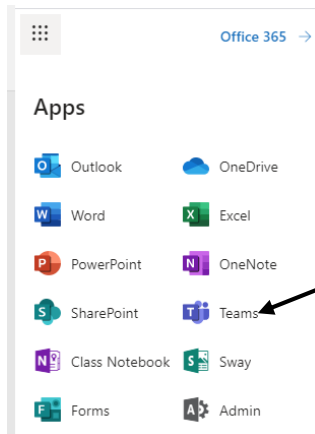 Office 365 →
Apps
Outlook OneDrive
Word Excel
PowerPoint OneNote
SharePoint Teams
Class Notebook Sway
Forms Admin